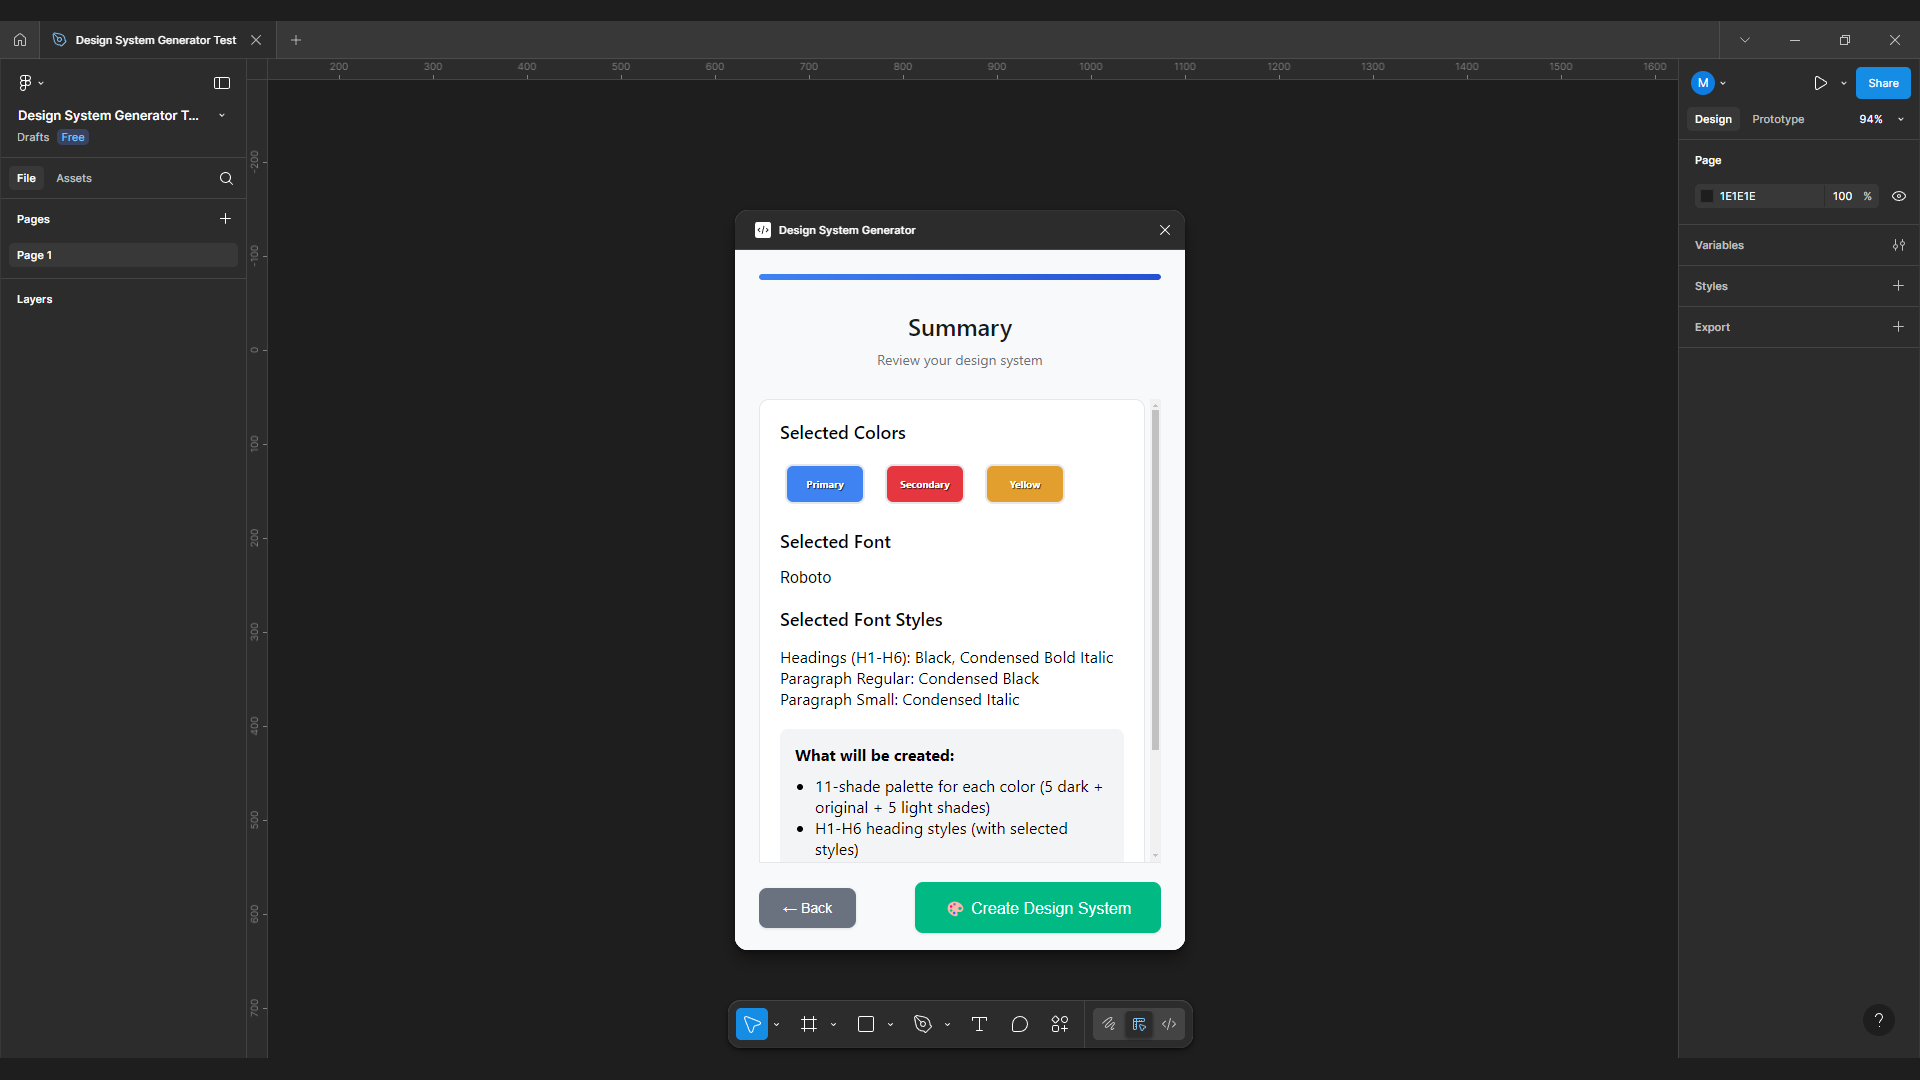 Design System Generator Test
200 300 400 500 600 700 800 900 1000 1100 1200 1300 1400 1500 1600
Design System Generator T...
Drafts Free
File Assets
Pages
Page 1
Layers
-200
-100
0
100
200
300
400
500
600
700
Design System Generator
Summary
Review your design system
Selected Colors
Primary Secondary Yellow
Selected Font
Roboto
Selected Font Styles
Headings (H1-H6): Black, Condensed Bold Italic
Paragraph Regular: Condensed Black
Paragraph Small: Condensed Italic
What will be created:
• 11-shade palette for each color (5 dark +
original + 5 light shades)
• H1-H6 heading styles (with selected
styles)
← Back
🎨 Create Design System
M
Share
Design Prototype 94%
Page
1E1E1E 100 %
Variables
Styles
Export
?